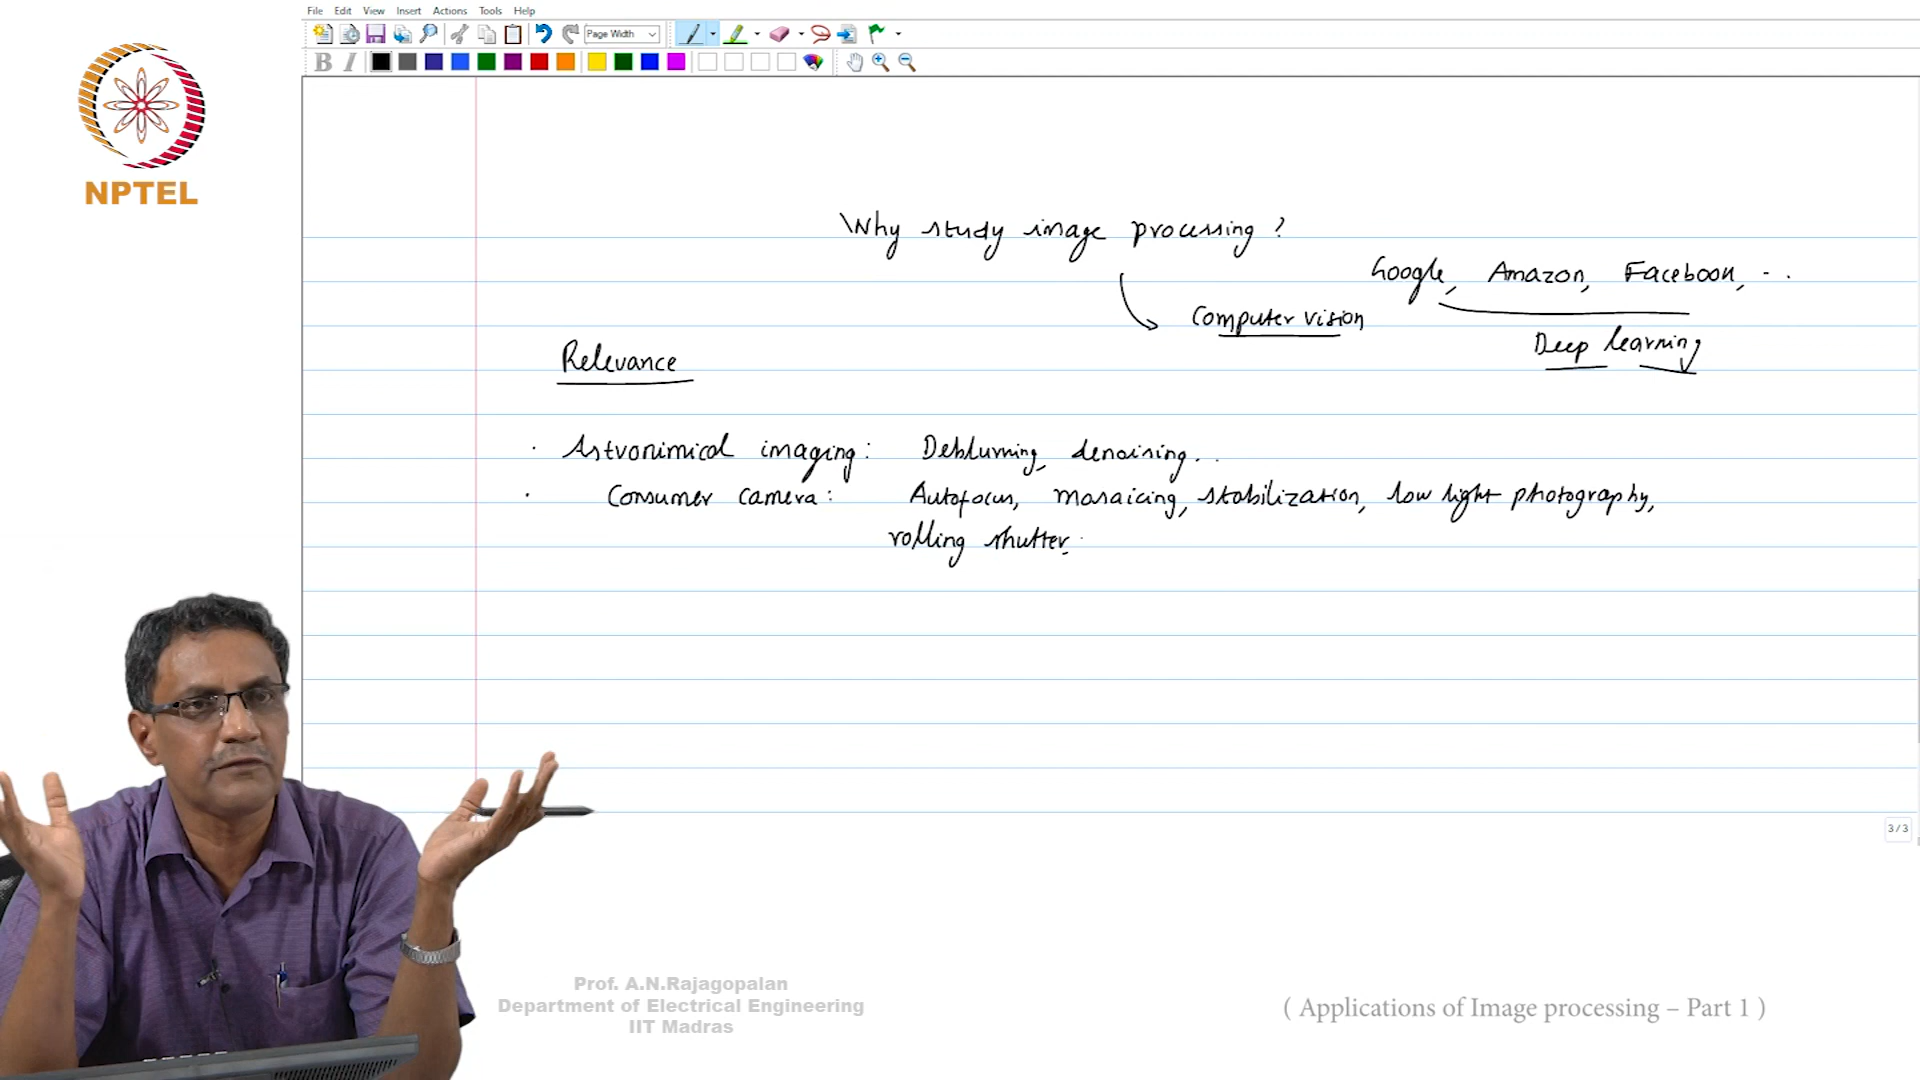 File Edit View Insert Actions Tools Help
Page Width
B I
NPTEL
Why study image processing ?
Google, Amazon, Facebook, ...
Computer vision
Deep learning
Relevance
· Astronimical imaging : Deblurring, denoising...
· Consumer camera : Autofocus, mosaicing, stabilization, low light photography,
rolling shutter.
3 / 3
Prof. A.N.Rajagopalan
Department of Electrical Engineering
IIT Madras
( Applications of Image processing – Part 1 )